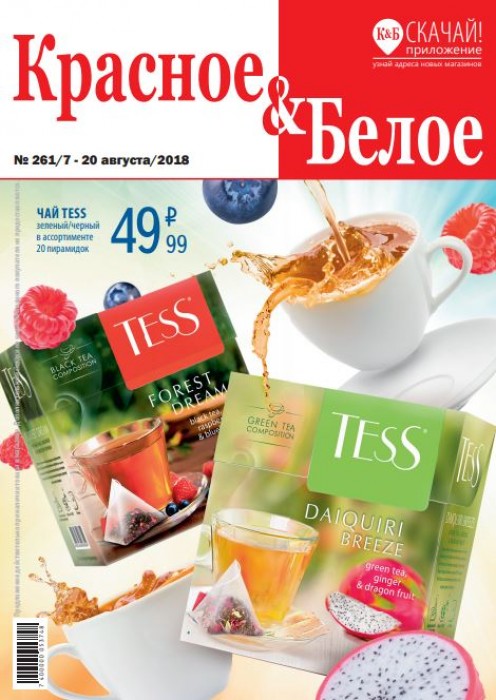 К&Б СКАЧАЙ!
приложение
узнай адреса новых магазинов
Красное
&Белое
№ 261/7 - 20 августа/2018
ЧАЙ TESS
зеленый/черный
в ассортименте
20 пирамидок
49 ₽ 99
TESS
BLACK TEA
COMPOSITION
FOREST
DREAM
black tea,
GREEN TEA
COMPOSITION
TESS
DAIQUIRI
BREEZE
green tea,
ginger
& dragon fruit